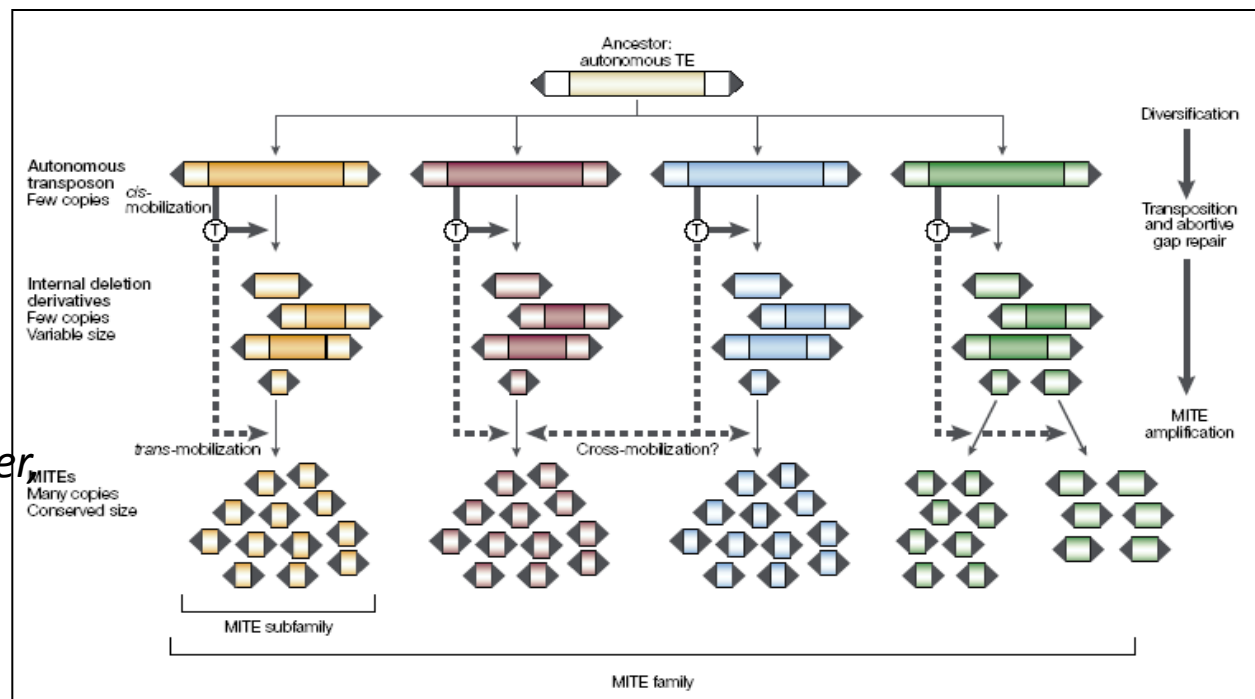 Ancestor:
autonomous TE
Diversification
Autonomous
transposon
Few copies
cis-
mobilization
T
T
T
T
Transposition
and abortive
gap repair
Internal deletion
derivatives
Few copies
Variable size
MITE
amplification
trans-mobilization
Cross-mobilization?
er,
MITEs
Many copies
Conserved size
MITE subfamily
MITE family